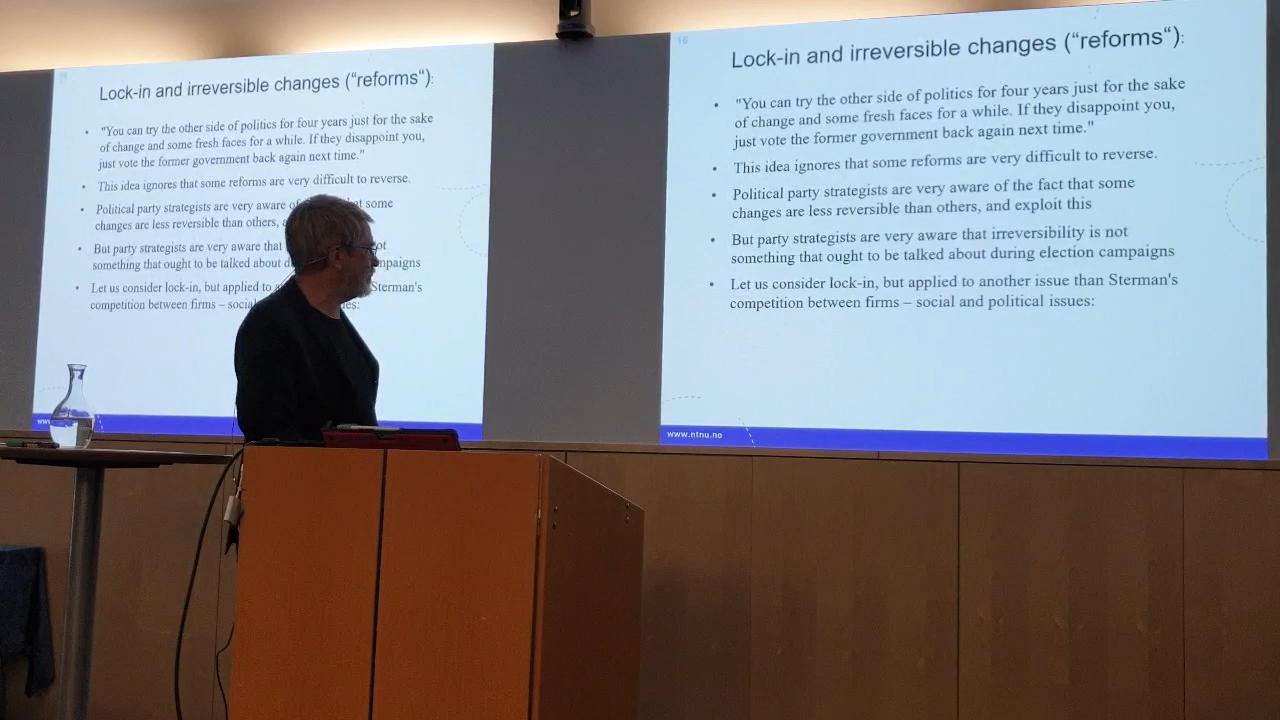 Lock-in and irreversible changes ("reforms"):
• "You can try the other side of politics for four years just for the sake
of change and some fresh faces for a while. If they disappoint you,
just vote the former government back again next time."
• This idea ignores that some reforms are very difficult to reverse.
• Political party strategists are very aware of that some
changes are less reversible than others,
• But party strategists are very aware that ot
something that ought to be talked about d mpaigns
• Let us consider lock-in, but applied to Sterman's
competition between firms – social es:
www
16
Lock-in and irreversible changes (“reforms“):
• "You can try the other side of politics for four years just for the sake
of change and some fresh faces for a while. If they disappoint you,
just vote the former government back again next time."
• This idea ignores that some reforms are very difficult to reverse.
• Political party strategists are very aware of the fact that some
changes are less reversible than others, and exploit this
• But party strategists are very aware that irreversibility is not
something that ought to be talked about during election campaigns
• Let us consider lock-in, but applied to another issue than Sterman's
competition between firms – social and political issues:
www.ntnu.no